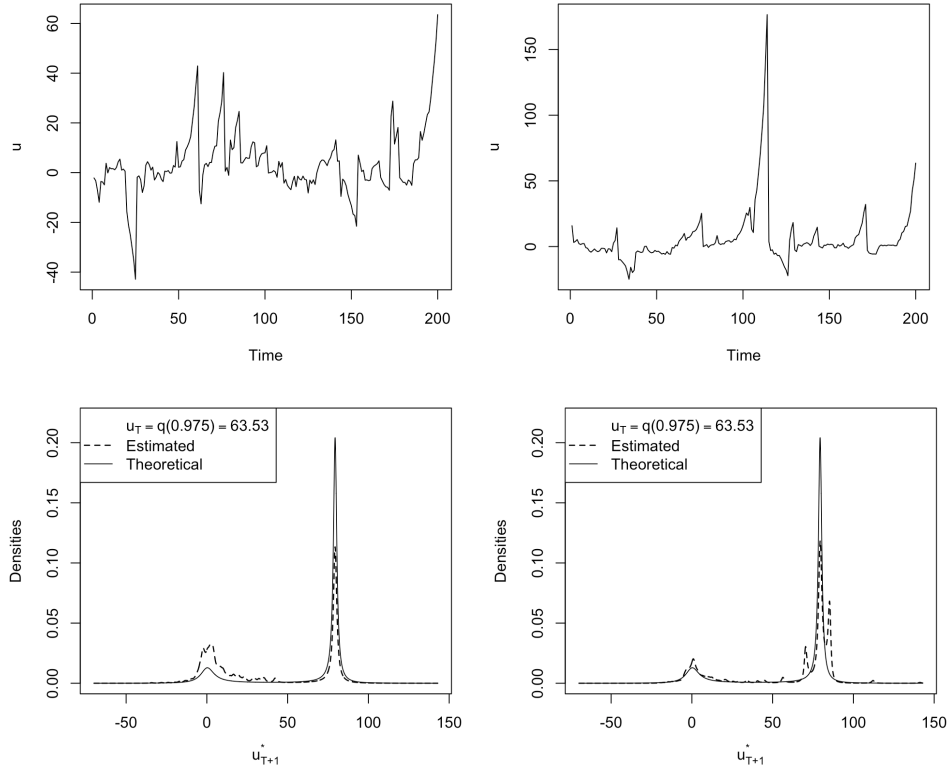 60
40
20
0
-20
-40
u
0 50 100 150 200
Time
150
100
50
0
u
0 50 100 150 200
Time
u_T = q(0.975) = 63.53
Estimated
Theoretical
0.20
0.15
0.10
0.05
0.00
Densities
-50 0 50 100 150
u*_{T+1}
u_T = q(0.975) = 63.53
Estimated
Theoretical
0.20
0.15
0.10
0.05
0.00
Densities
-50 0 50 100 150
u*_{T+1}